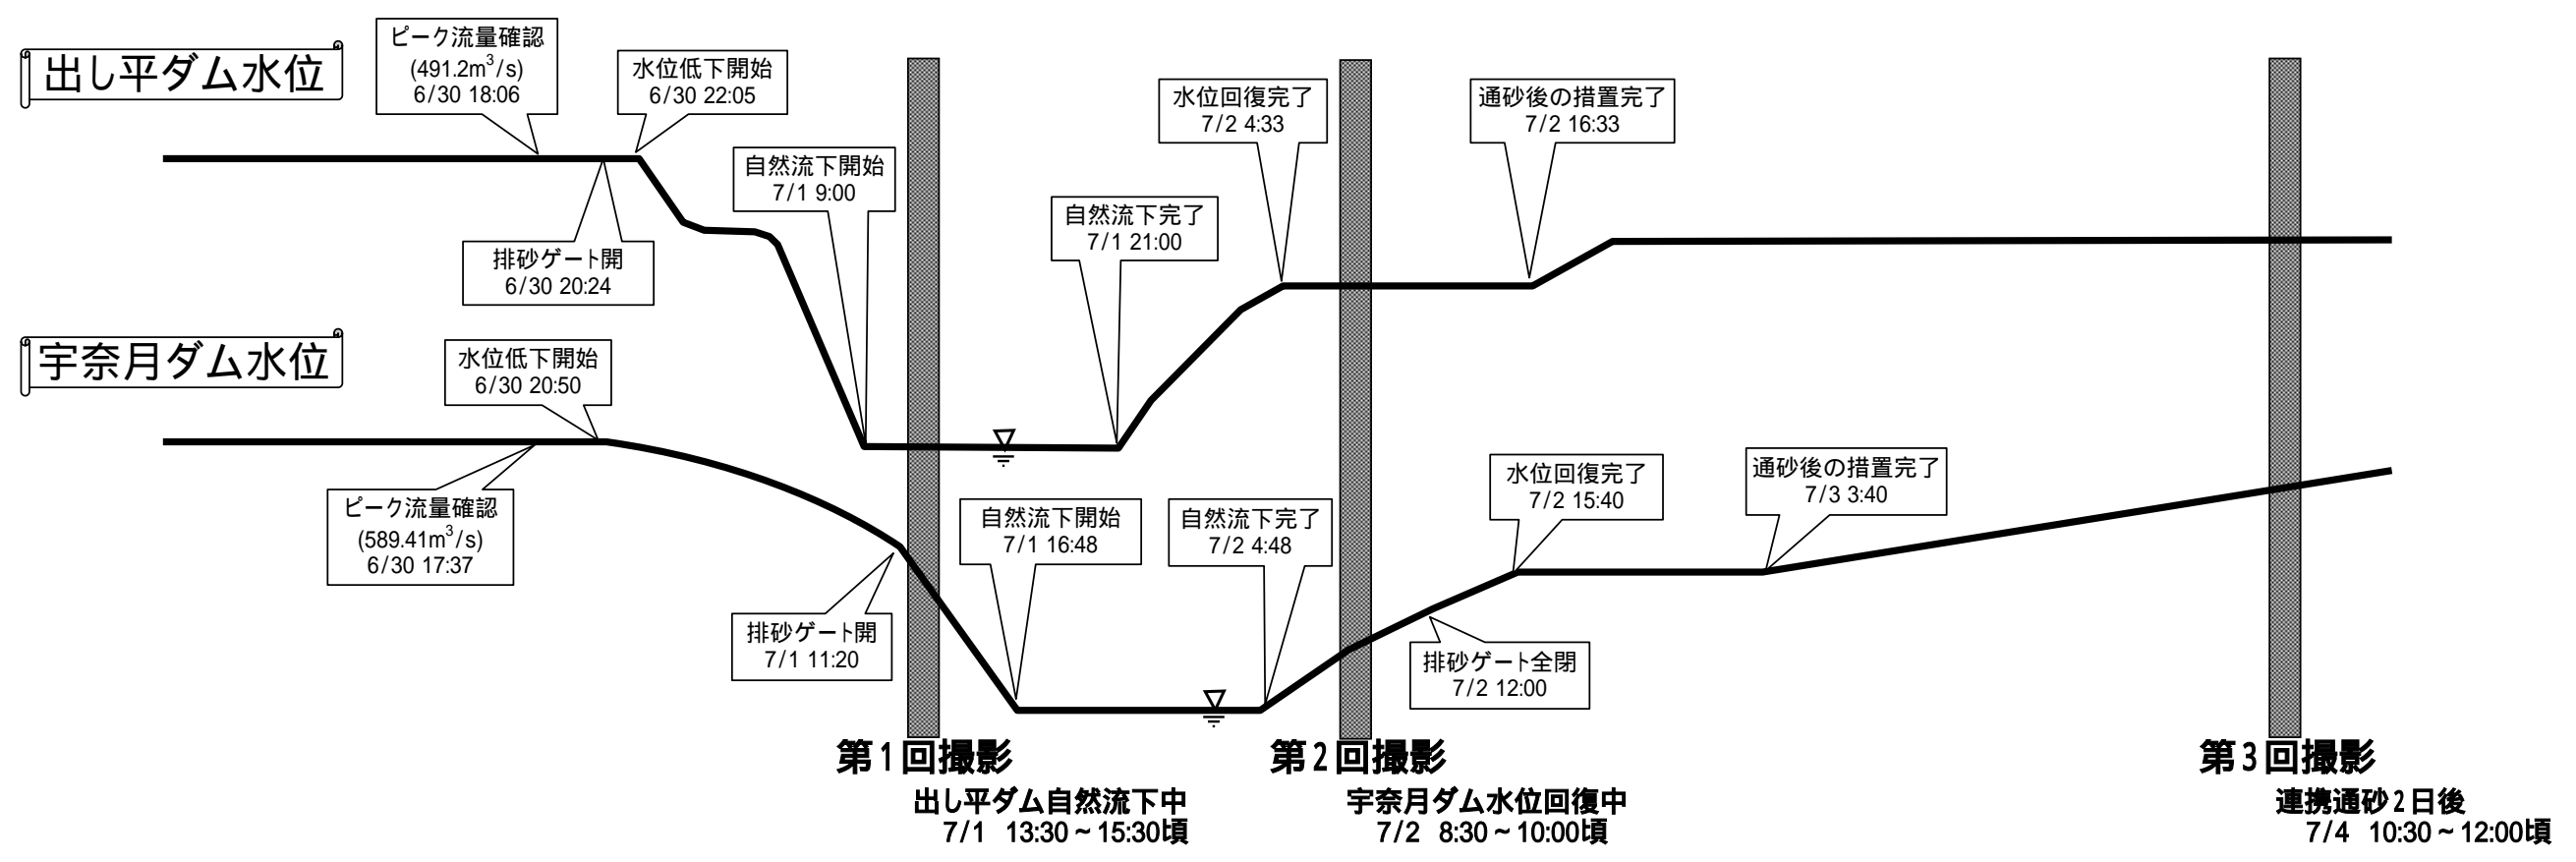 出し平ダム水位
ピーク流量確認
(491.2m³/s)
6/30 18:06
水位低下開始
6/30 22:05
排砂ゲート開
6/30 20:24
自然流下開始
7/1 9:00
自然流下完了
7/1 21:00
水位回復完了
7/2 4:33
通砂後の措置完了
7/2 16:33
宇奈月ダム水位
水位低下開始
6/30 20:50
ピーク流量確認
(589.41m³/s)
6/30 17:37
排砂ゲート開
7/1 11:20
自然流下開始
7/1 16:48
自然流下完了
7/2 4:48
水位回復完了
7/2 15:40
排砂ゲート全閉
7/2 12:00
通砂後の措置完了
7/3 3:40
第1回撮影
出し平ダム自然流下中
7/1 13:30~15:30頃
第2回撮影
宇奈月ダム水位回復中
7/2 8:30~10:00頃
第3回撮影
連携通砂2日後
7/4 10:30~12:00頃